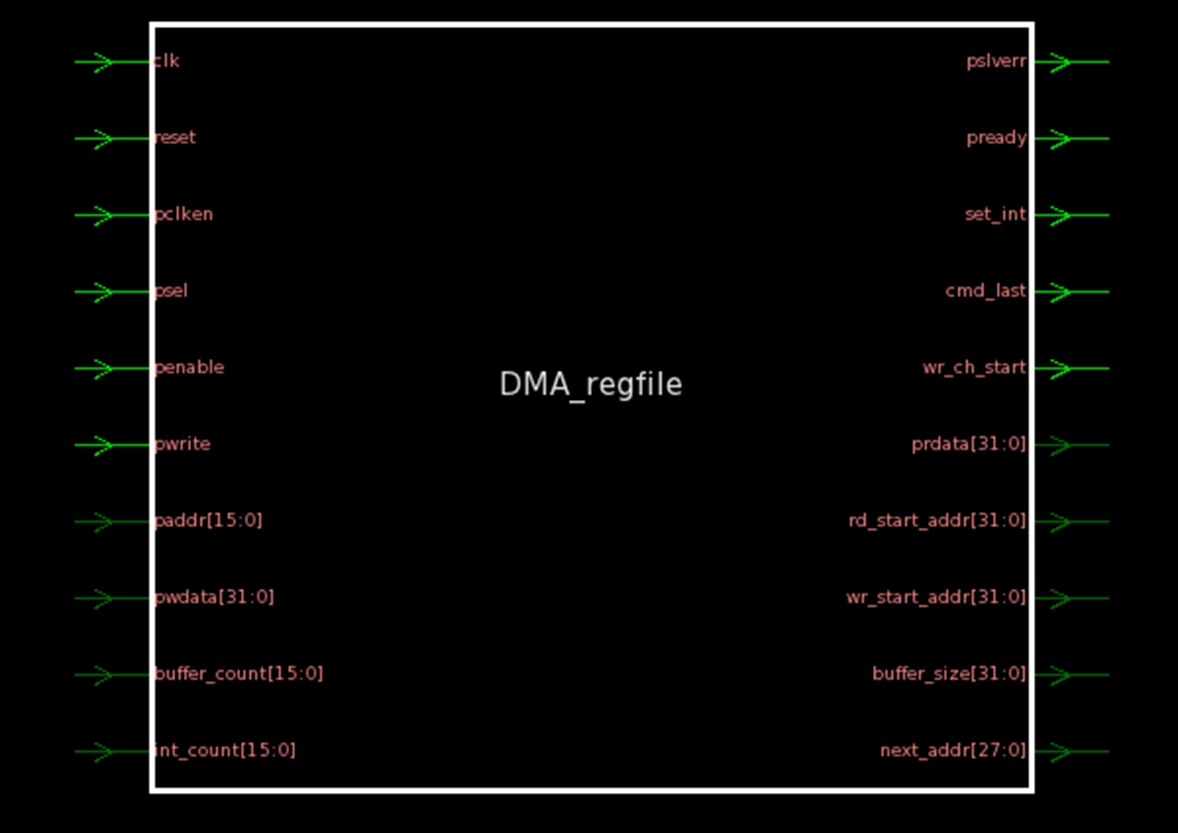 clk pslverr
reset pready
pclken set_int
psel cmd_last
penable wr_ch_start
DMA_regfile
pwrite prdata[31:0]
paddr[15:0] rd_start_addr[31:0]
pwdata[31:0] wr_start_addr[31:0]
buffer_count[15:0] buffer_size[31:0]
int_count[15:0] next_addr[27:0]